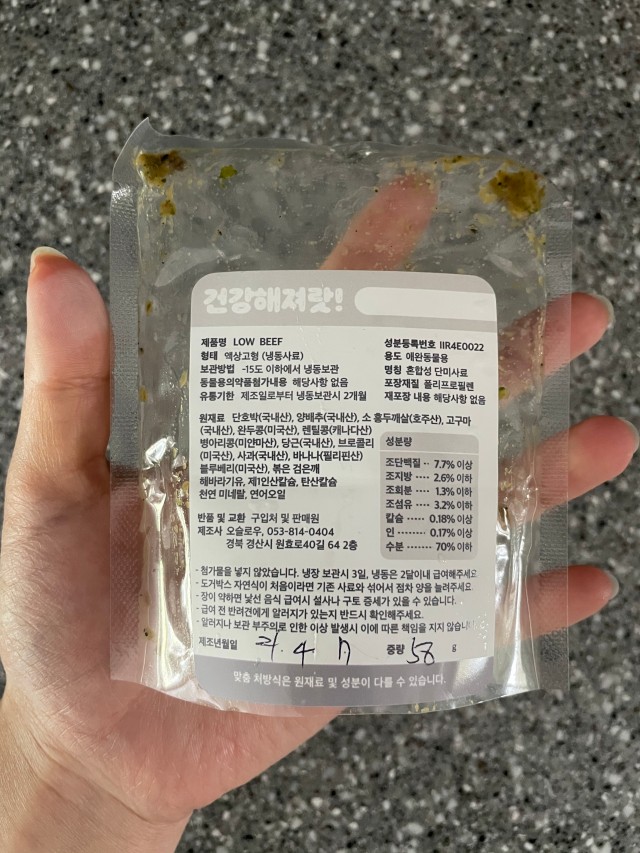 건강해져랏!
제품명 LOW BEEF
형태 액상고형 (냉동사료)
보관방법 -15도 이하에서 냉동보관
동물용의약품첨가내용 해당사항 없음
유통기한 제조일로부터 냉동보관시 2개월
성분등록번호 IIR4E0022
용도 애완동물용
명칭 혼합성 단미사료
포장재질 폴리프로필렌
재포장 내용 해당사항 없음
원재료 단호박(국내산), 양배추(국내산), 소 홍두깨살(호주산), 고구마
(국내산), 완두콩(미국산), 렌틸콩(캐나다산)
병아리콩(미얀마산), 당근(국내산), 브로콜리
(미국산), 사과(국내산), 바나나(필리핀산)
블루베리(미국산), 볶은 검은깨
해바라기유, 제1인산칼슘, 탄산칼슘
천연 미네랄, 연어오일
성분량
조단백질 ·· 7.7% 이상
조지방 ····· 2.6% 이하
조회분 ····· 1.3% 이하
조섬유 ····· 3.2% 이하
칼슘 ····· 0.18% 이상
인 ······· 0.17% 이하
수분 ······· 70% 이하
반품 및 교환 구입처 및 판매원
제조사 오슬로우, 053-814-0404
경북 경산시 원효로40길 64 2층
- 첨가물을 넣지 않았습니다. 냉장 보관시 3일, 냉동은 2달이내 급여해주세요
- 도거박스 자연식이 처음이라면 기존 사료와 섞어서 점차 양을 늘려주세요.
- 장이 약하면 낯선 음식 급여시 설사나 구토 증세가 있을 수 있습니다.
- 급여 전 반려견에게 알러지가 있는지 반드시 확인해주세요.
- 알러지나 보관 부주의로 인한 이상 발생시 이에 따른 책임을 지지 않습니다
제조년월일 21. 4 17 중량 58 g
맞춤 처방식은 원재료 및 성분이 다를 수 있습니다.